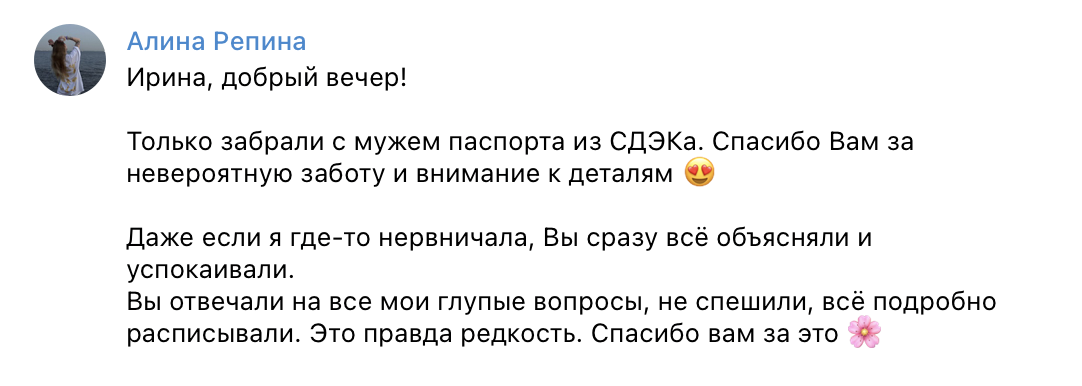 Алина Репина
Ирина, добрый вечер!
Только забрали с мужем паспорта из СДЭКа. Спасибо Вам за
невероятную заботу и внимание к деталям 😍
Даже если я где-то нервничала, Вы сразу всё объясняли и
успокаивали.
Вы отвечали на все мои глупые вопросы, не спешили, всё подробно
расписывали. Это правда редкость. Спасибо вам за это 🌸